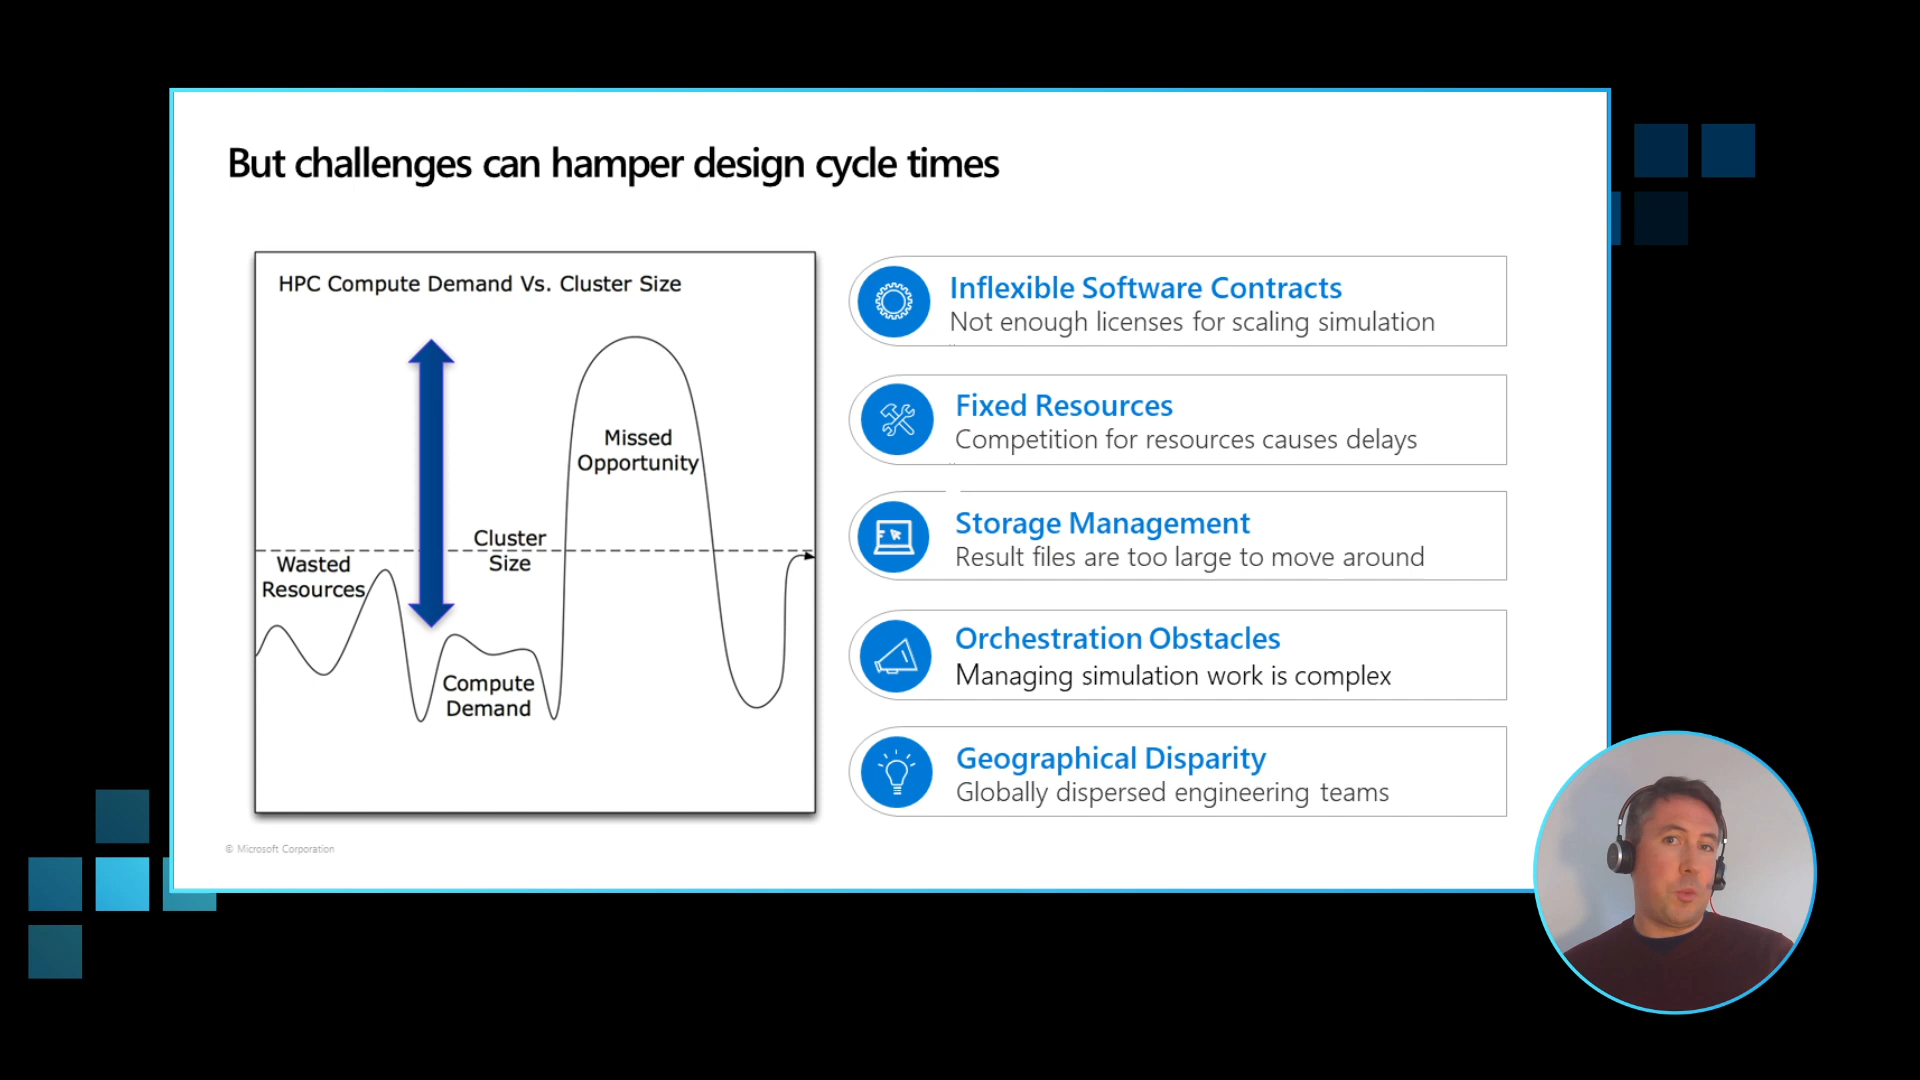 But challenges can hamper design cycle times
HPC Compute Demand Vs. Cluster Size
Missed
Opportunity
Cluster
Size
Wasted
Resources
Compute
Demand
Inflexible Software Contracts
Not enough licenses for scaling simulation
Fixed Resources
Competition for resources causes delays
Storage Management
Result files are too large to move around
Orchestration Obstacles
Managing simulation work is complex
Geographical Disparity
Globally dispersed engineering teams
© Microsoft Corporation